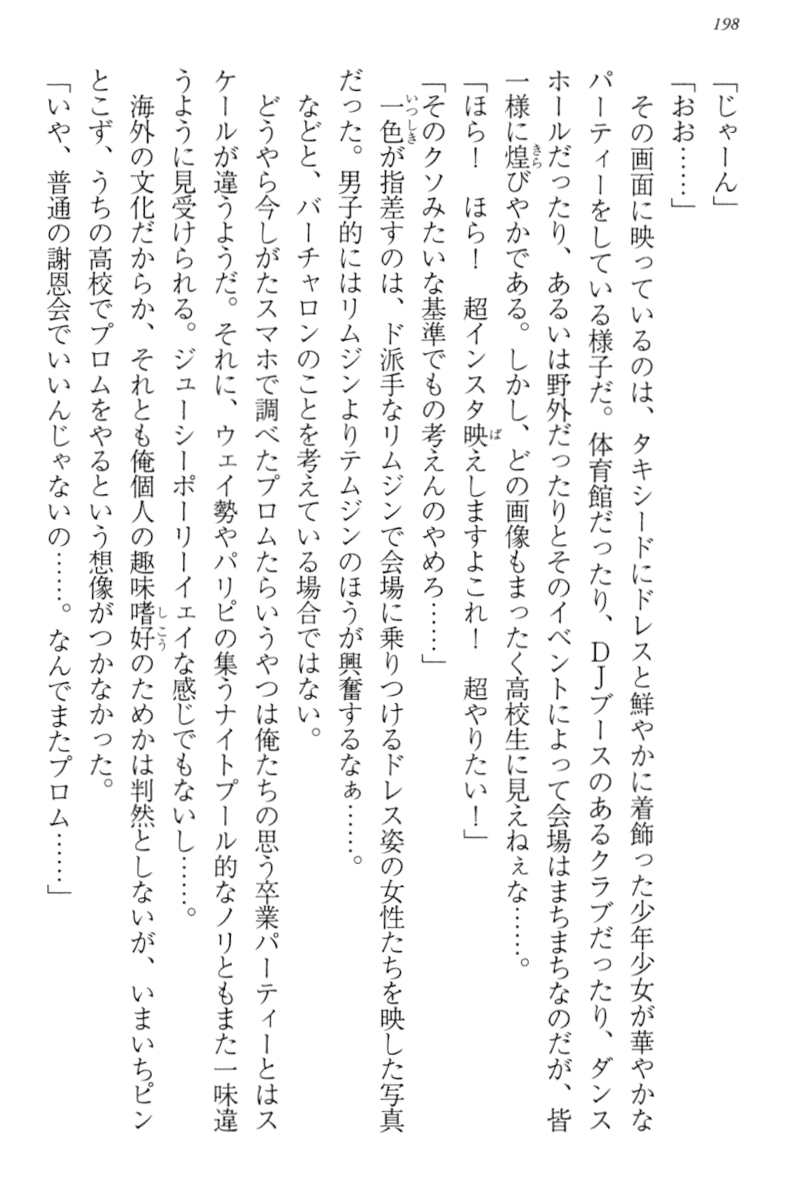 198
「じゃーん」
「おお……」
　その画面に映っているのは、タキシードにドレスと鮮やかに着飾った少年少女が華やかな
パーティーをしている様子だ。体育館だったり、DJブースのあるクラブだったり、ダンス
ホールだったり、あるいは野外だったりとそのイベントによって会場はまちまちなのだが、皆
一様に煌びやかである。しかし、どの画像もまったく高校生に見えねぇな……。
「ほら！　ほら！　超インスタ映えしますよこれ！　超やりたい！」
「そのクソみたいな基準でもの考えんのやめろ……」
　一色が指差すのは、ド派手なリムジンで会場に乗りつけるドレス姿の女性たちを映した写真
だった。男子的にはリムジンよりテムジンのほうが興奮するなぁ……。
　などと、バーチャロンのことを考えている場合ではない。
　どうやら今しがたスマホで調べたプロムたらいうやつは俺たちの思う卒業パーティーとはス
ケールが違うようだ。それに、ウェイ勢やパリピの集うナイトプール的なノリともまた一味違
うように見受けられる。ジューシーポーリーイェイな感じでもないし……。
　海外の文化だからか、それとも俺個人の趣味嗜好のためかは判然としないが、いまいちピン
とこず、うちの高校でプロムをやるという想像がつかなかった。
「いや、普通の謝恩会でいいんじゃないの……。なんでまたプロム……」